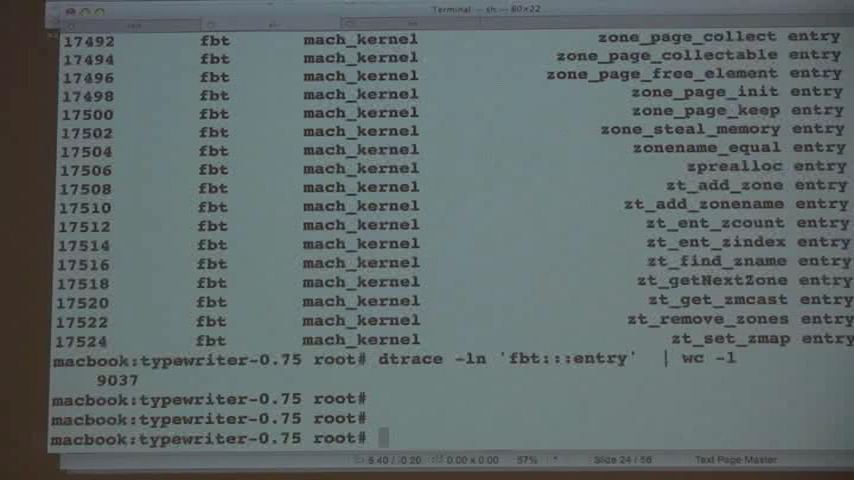 Terminal — sh — 80×22
17492 fbt mach_kernel zone_page_collect entry
17494 fbt mach_kernel zone_page_collectable entry
17496 fbt mach_kernel zone_page_free_element entry
17498 fbt mach_kernel zone_page_init entry
17500 fbt mach_kernel zone_page_keep entry
17502 fbt mach_kernel zone_steal_memory entry
17504 fbt mach_kernel zonename_equal entry
17506 fbt mach_kernel zprealloc entry
17508 fbt mach_kernel zt_add_zone entry
17510 fbt mach_kernel zt_add_zonename entry
17512 fbt mach_kernel zt_ent_zcount entry
17514 fbt mach_kernel zt_ent_zindex entry
17516 fbt mach_kernel zt_find_zname entry
17518 fbt mach_kernel zt_getNextZone entry
17520 fbt mach_kernel zt_get_zmcast entry
17522 fbt mach_kernel zt_remove_zones entry
17524 fbt mach_kernel zt_set_zmap entry
macbook:typewriter-0.75 root# dtrace -ln 'fbt:::entry' | wc -l
9037
macbook:typewriter-0.75 root#
macbook:typewriter-0.75 root#
macbook:typewriter-0.75 root#
0.00 x 0.00 57% * Slide 24 / 56 Text Page Master